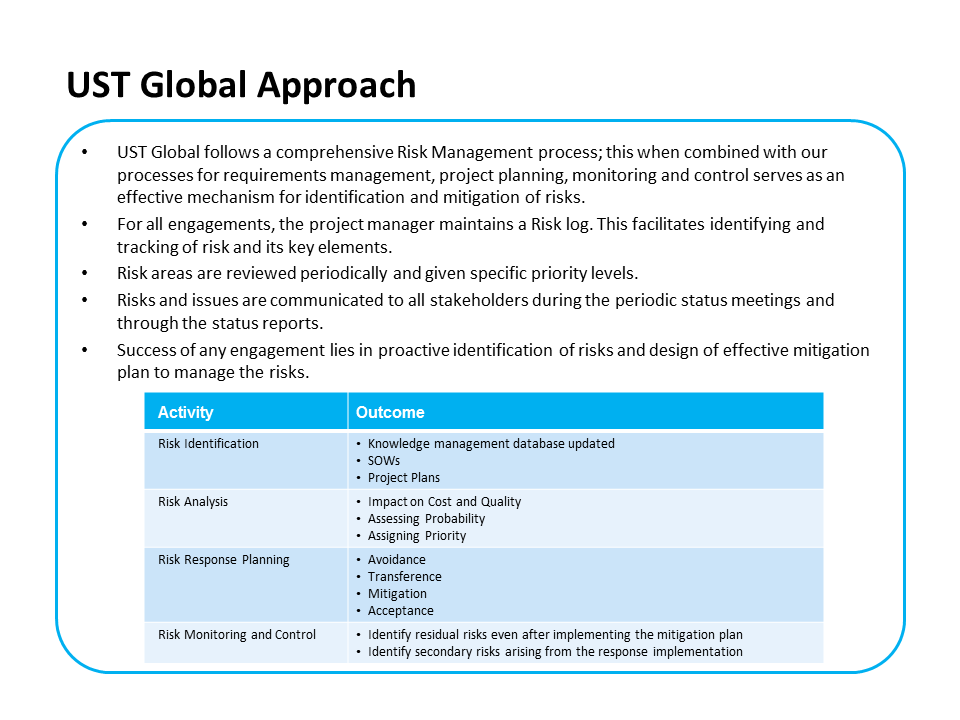 UST Global Approach
• UST Global follows a comprehensive Risk Management process; this when combined with our
processes for requirements management, project planning, monitoring and control serves as an
effective mechanism for identification and mitigation of risks.
• For all engagements, the project manager maintains a Risk log. This facilitates identifying and
tracking of risk and its key elements.
• Risk areas are reviewed periodically and given specific priority levels.
• Risks and issues are communicated to all stakeholders during the periodic status meetings and
through the status reports.
• Success of any engagement lies in proactive identification of risks and design of effective mitigation
plan to manage the risks.
Activity Outcome
Risk Identification • Knowledge management database updated
• SOWs
• Project Plans
Risk Analysis • Impact on Cost and Quality
• Assessing Probability
• Assigning Priority
Risk Response Planning • Avoidance
• Transference
• Mitigation
• Acceptance
Risk Monitoring and Control • Identify residual risks even after implementing the mitigation plan
• Identify secondary risks arising from the response implementation